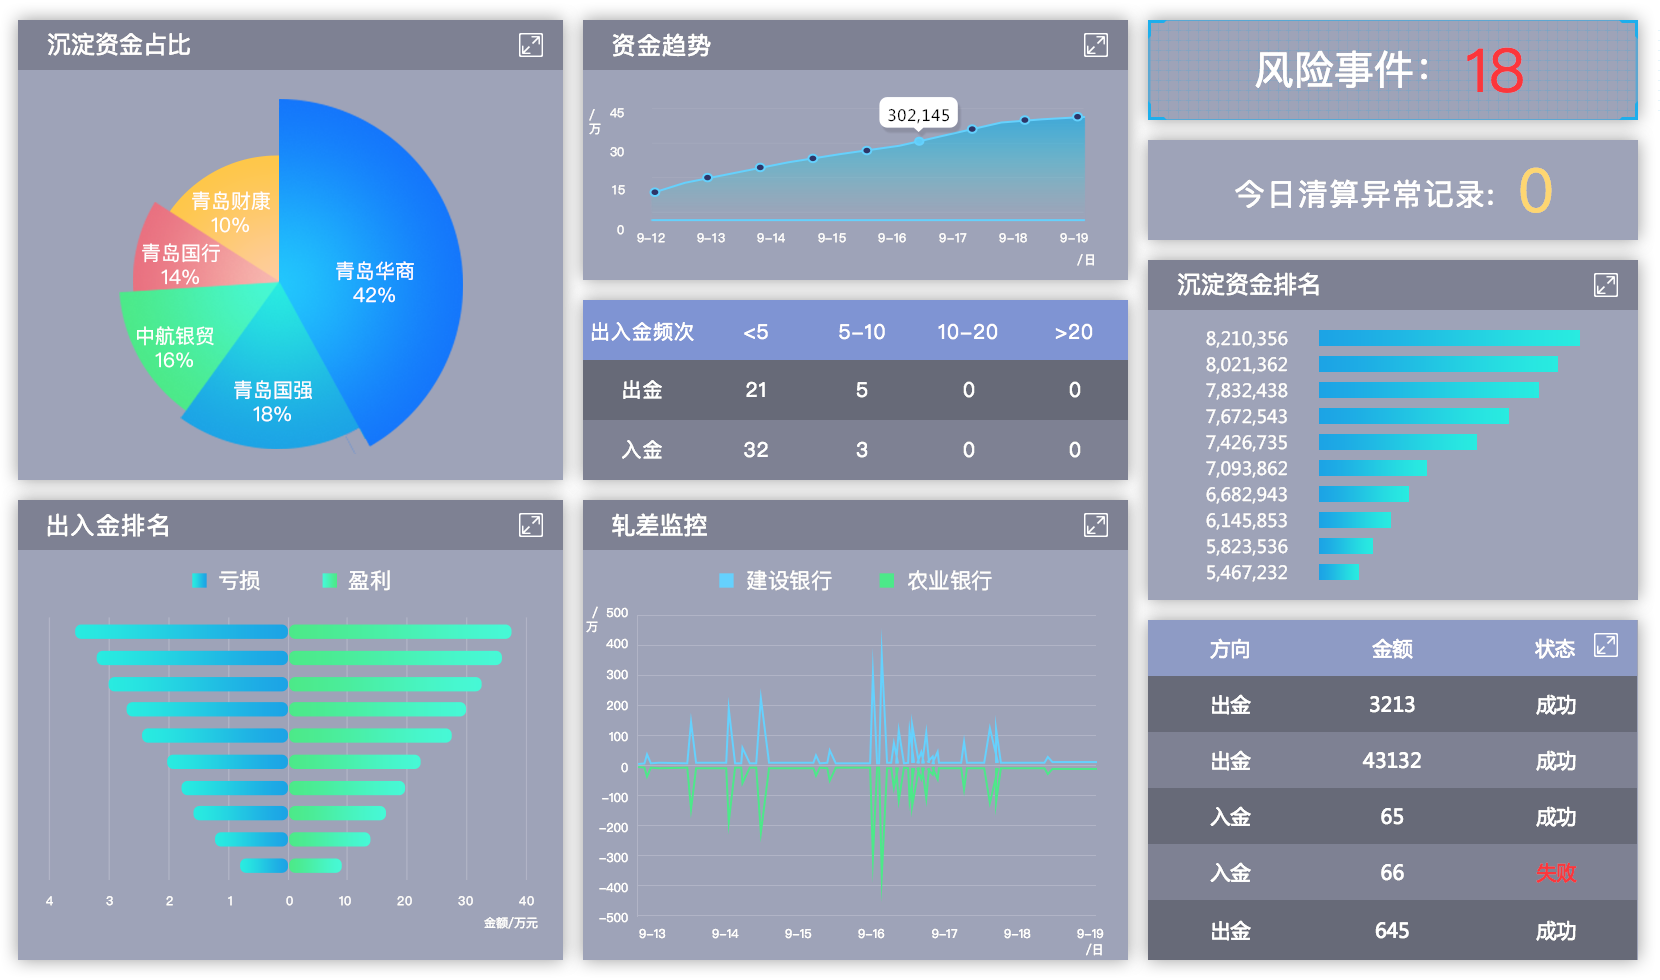 沉淀资金占比
青岛财康
10%
青岛国行
14%
青岛华商
42%
中航银贸
16%
青岛国强
18%
资金趋势
/
万
45
30
15
0
302,145
9-12 9-13 9-14 9-15 9-16 9-17 9-18 9-19
/日
出入金频次 <5 5-10 10-20 >20
出金 21 5 0 0
入金 32 3 0 0
风险事件: 18
今日清算异常记录: 0
沉淀资金排名
8,210,356
8,021,362
7,832,438
7,672,543
7,426,735
7,093,862
6,682,943
6,145,853
5,823,536
5,467,232
出入金排名
亏损 盈利
4 3 2 1 0 10 20 30 40
金额/万元
轧差监控
建设银行 农业银行
/
万
500
400
300
200
100
0
-100
-200
-300
-400
-500
9-13 9-14 9-15 9-16 9-17 9-18 9-19
/日
方向 金额 状态
出金 3213 成功
出金 43132 成功
入金 65 成功
入金 66 失败
出金 645 成功